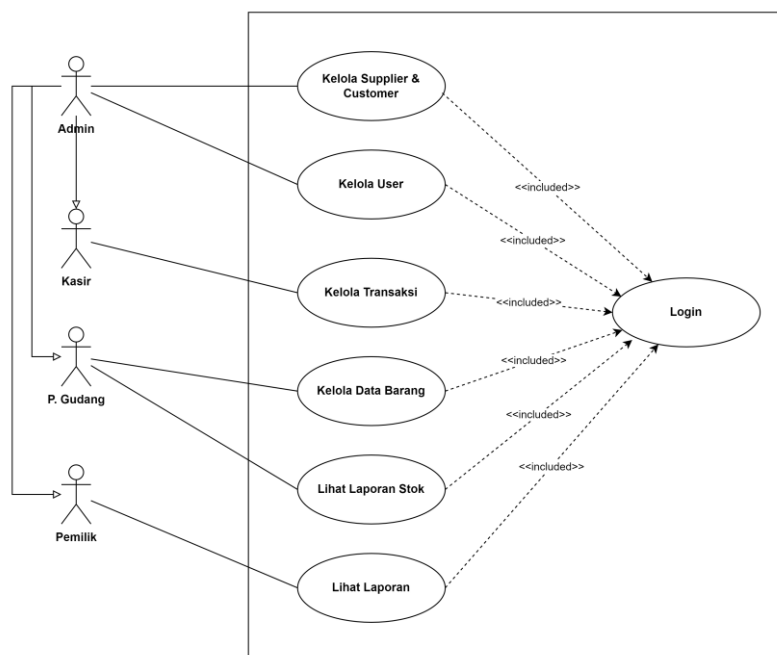 Kelola Supplier &
Customer
Admin
<<included>>
Kelola User
<<included>>
Kasir
Kelola Transaksi
<<included>>
Login
P. Gudang
Kelola Data Barang
<<included>>
<<included>>
Lihat Laporan Stok
<<included>>
Pemilik
Lihat Laporan